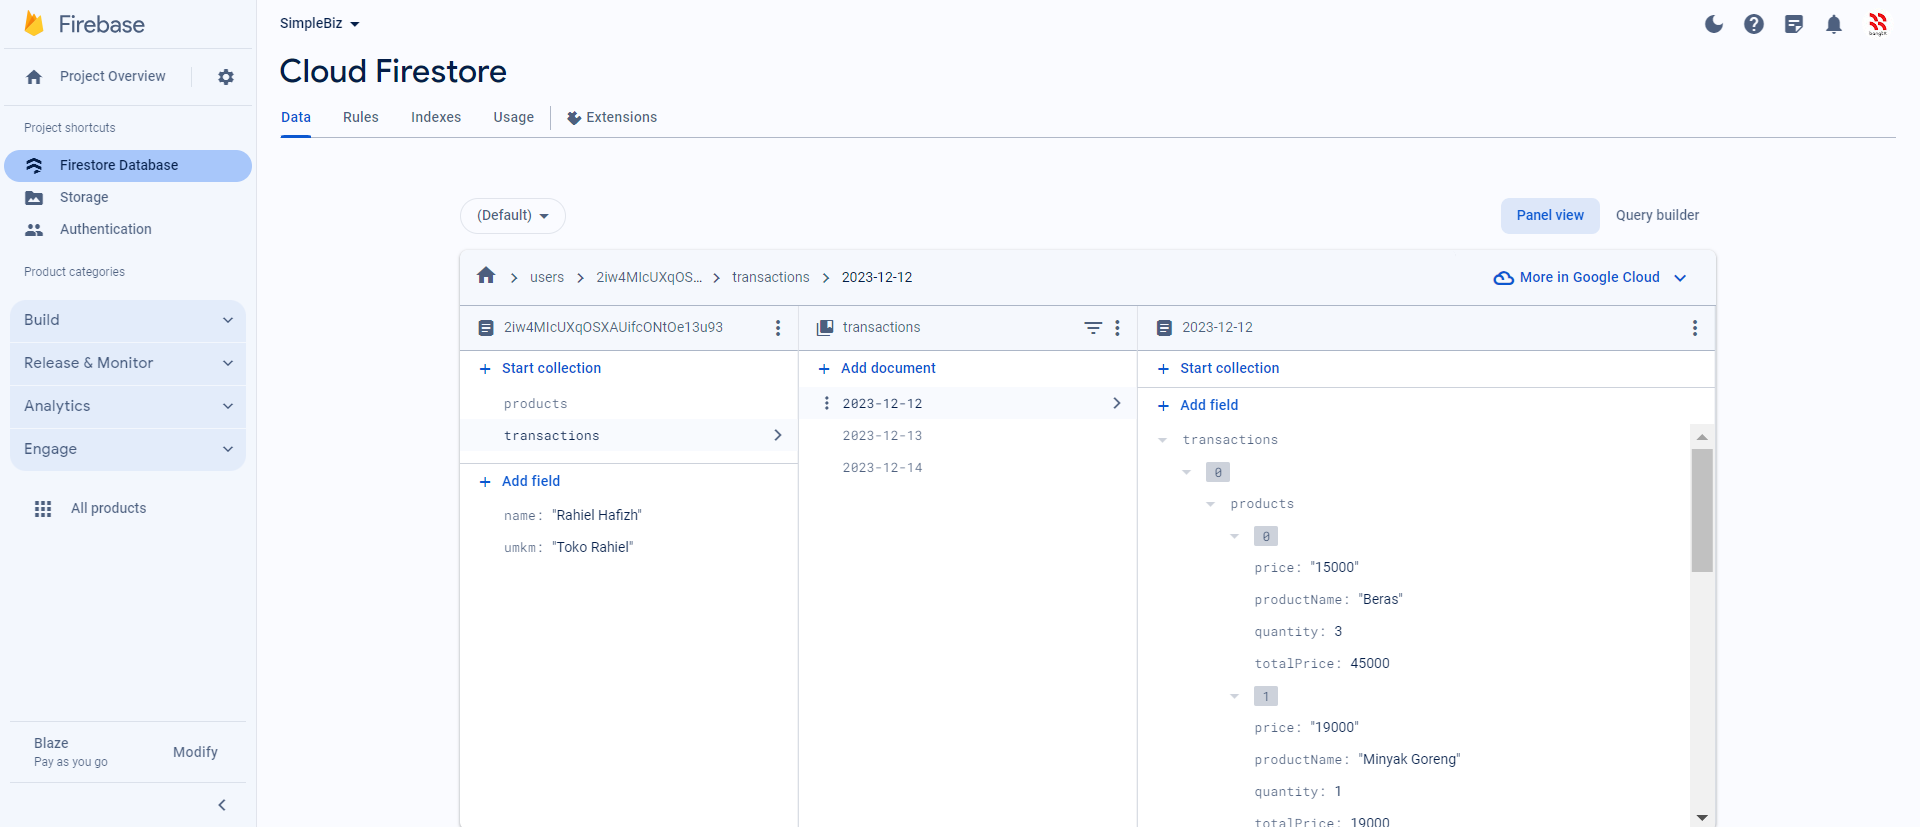 Firebase
Project Overview
Project shortcuts
Firestore Database
Storage
Authentication
Product categories
Build
Release & Monitor
Analytics
Engage
All products
Blaze
Pay as you go
Modify
SimpleBiz
Cloud Firestore
Data Rules Indexes Usage Extensions
(Default)
Panel view Query builder
users 2iw4MIcUXqOS... transactions 2023-12-12
More in Google Cloud
2iw4MIcUXqOSXAUifcONtOe13u93
Start collection
products
transactions
Add field
name: "Rahiel Hafizh"
umkm: "Toko Rahiel"
transactions
Add document
2023-12-12
2023-12-13
2023-12-14
2023-12-12
Start collection
Add field
transactions
0
products
0
price: "15000"
productName: "Beras"
quantity: 3
totalPrice: 45000
1
price: "19000"
productName: "Minyak Goreng"
quantity: 1
totalPrice: 19000